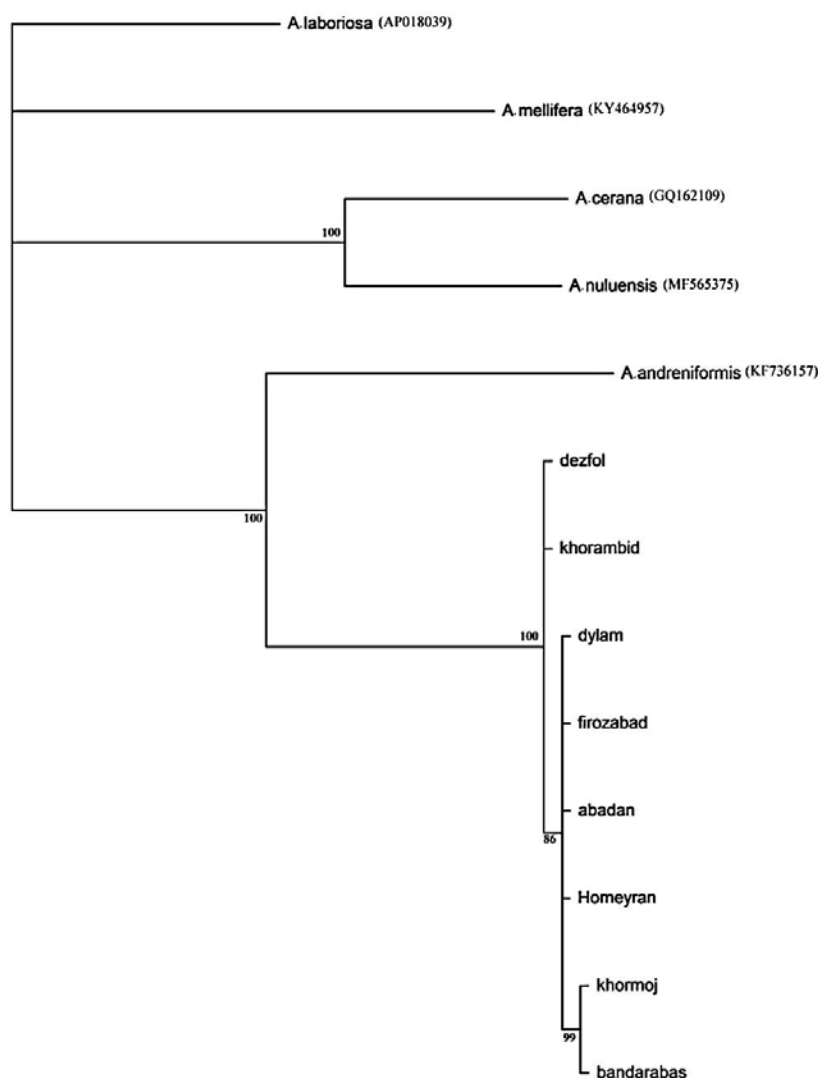 A.laboriosa (AP018039)
A.mellifera (KY464957)
A.cerana (GQ162109)
100
A.nuluensis (MF565375)
A.andreniformis (KF736157)
dezfol
100
khorambid
dylam
100
firozabad
abadan
86
Homeyran
khormoj
99
bandarabas